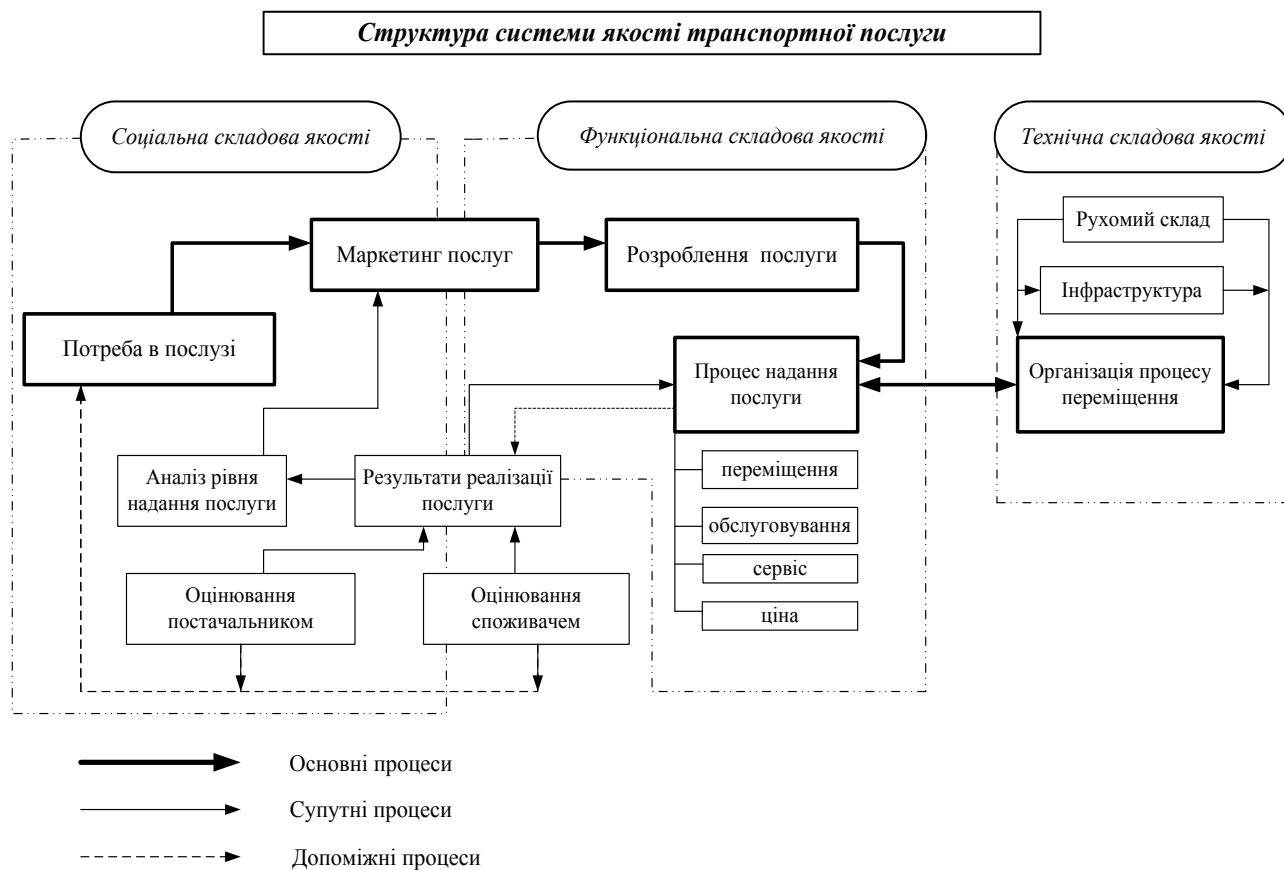 Структура системи якості транспортної послуги
Соціальна складова якості
Функціональна складова якості
Технічна складова якості
Рухомий склад
Маркетинг послуг
Розроблення послуги
Інфраструктура
Потреба в послузі
Процес надання
послуги
Організація процесу
переміщення
Аналіз рівня
надання послуги
Результати реалізації
послуги
переміщення
обслуговування
сервіс
ціна
Оцінювання
постачальником
Оцінювання
споживачем
Основні процеси
Супутні процеси
Допоміжні процеси